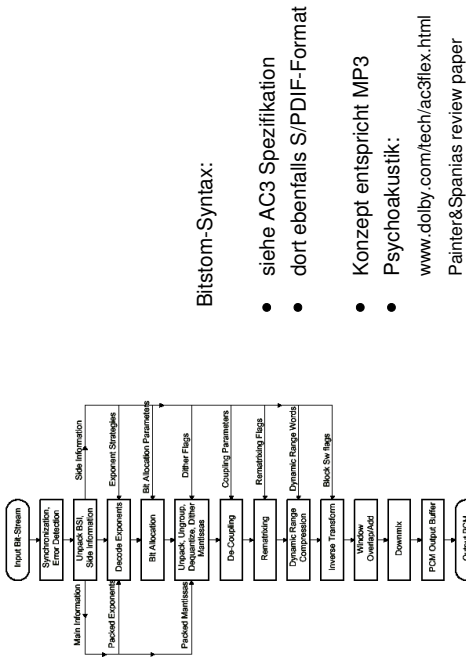 Input Bit-Stream
Synchronization,
Error Detection
Unpack BSI,
Side Information
Main Information
Side Information
Packed Exponents
Decode Exponents
Exponent Strategies
Bit Allocation
Bit Allocation Parameters
Packed Mantissas
Unpack, Ungroup,
Dequantize, Dither
Mantissas
Dither Flags
De-Coupling
Coupling Parameters
Rematrixing
Rematrixing Flags
Dynamic Range
Compression
Dynamic Range Words
Inverse Transform
Block Sw flags
Window
Overlap/Add
Downmix
PCM Output Buffer
Output PCM
Bitstom-Syntax:
• siehe AC3 Spezifikation
• dort ebenfalls S/PDIF-Format
• Konzept entspricht MP3
• Psychoakustik:
www.dolby.com/tech/ac3flex.html
Painter&Spanias review paper